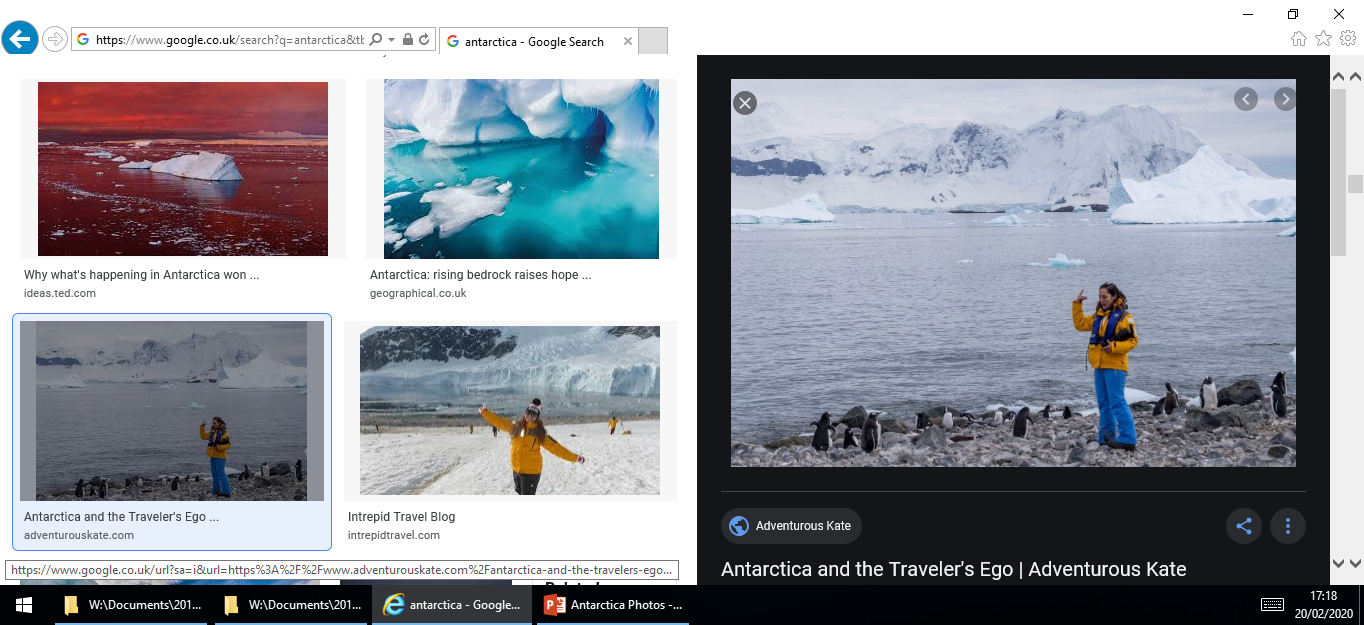 https://www.google.co.uk/search?q=antarctica&tb
antarctica - Google Search
Why what's happening in Antarctica won ...
ideas.ted.com
Antarctica: rising bedrock raises hope ...
geographical.co.uk
Antarctica and the Traveler's Ego ...
adventurouskate.com
Intrepid Travel Blog
intrepidtravel.com
https://www.google.co.uk/url?sa=i&url=https%3A%2F%2Fwww.adventurouskate.com%2Fantarctica-and-the-travelers-ego...
Adventurous Kate
Antarctica and the Traveler's Ego | Adventurous Kate
W:\Documents\201...
W:\Documents\201...
antarctica - Google...
Antarctica Photos -...
17:18
20/02/2020